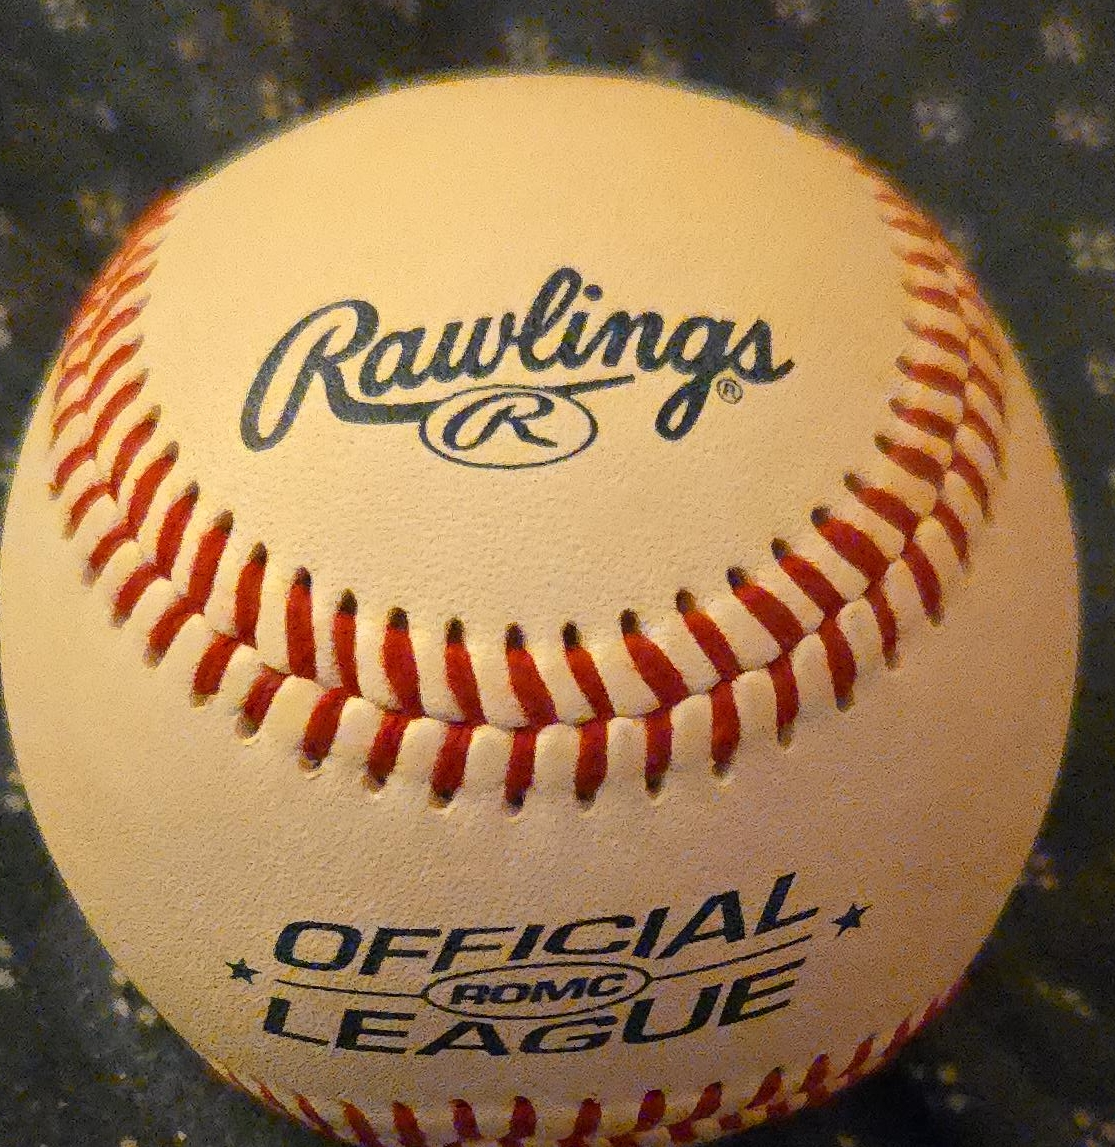 Rawlings
R
®
OFFICIAL
ROMC
LEAGUE